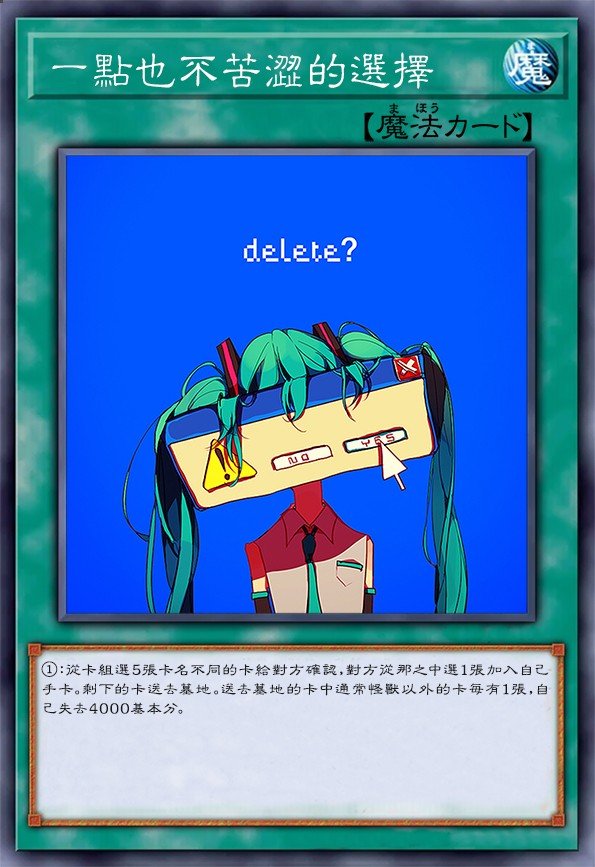 一點也不苦澀的選擇
魔
【魔法カード】
まほう
delete?
NO
YES
①:從卡組選5張卡名不同的卡給對方確認,對方從那之中選1張加入自己
手卡。剩下的卡送去墓地。送去墓地的卡中通常怪獸以外的卡每有1張,自
己失去4000基本分。